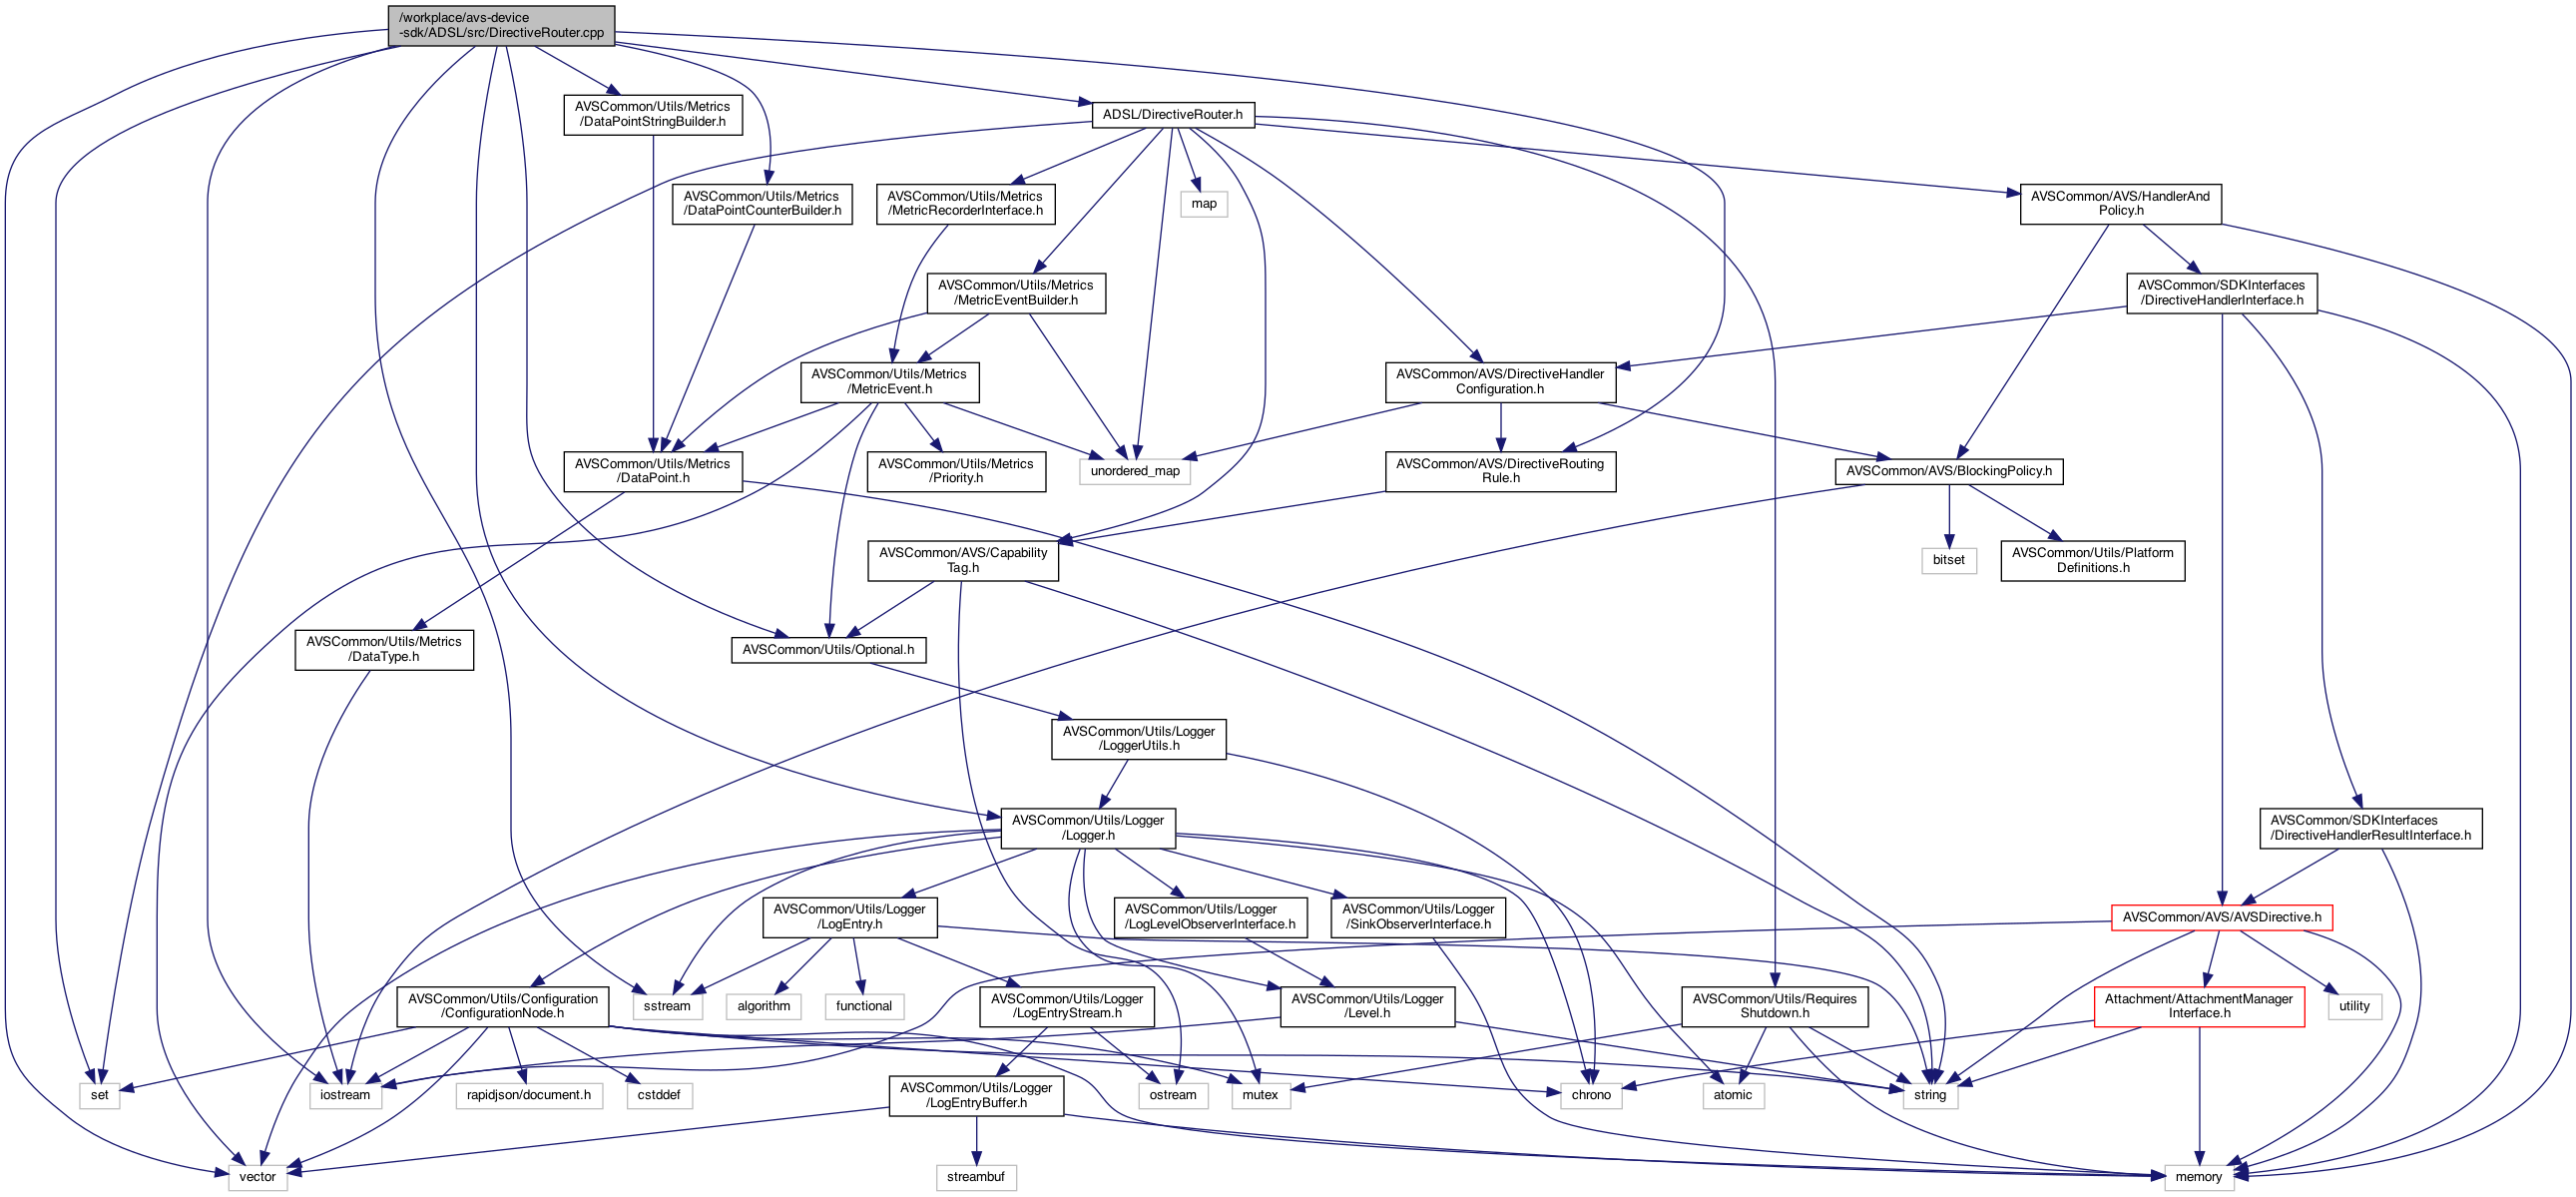 /workplace/avs-device
-sdk/ADSL/src/DirectiveRouter.cpp
AVSCommon/Utils/Metrics
/DataPointStringBuilder.h
ADSL/DirectiveRouter.h
AVSCommon/Utils/Metrics
/DataPointCounterBuilder.h
AVSCommon/Utils/Metrics
/MetricRecorderInterface.h
map
AVSCommon/AVS/HandlerAnd
Policy.h
AVSCommon/Utils/Metrics
/MetricEventBuilder.h
AVSCommon/SDKInterfaces
/DirectiveHandlerInterface.h
AVSCommon/Utils/Metrics
/MetricEvent.h
AVSCommon/AVS/DirectiveHandler
Configuration.h
AVSCommon/Utils/Metrics
/DataPoint.h
AVSCommon/Utils/Metrics
/Priority.h
unordered_map
AVSCommon/AVS/DirectiveRouting
Rule.h
AVSCommon/AVS/BlockingPolicy.h
AVSCommon/AVS/Capability
Tag.h
bitset
AVSCommon/Utils/Platform
Definitions.h
AVSCommon/Utils/Metrics
/DataType.h
AVSCommon/Utils/Optional.h
AVSCommon/Utils/Logger
/LoggerUtils.h
AVSCommon/Utils/Logger
/Logger.h
AVSCommon/SDKInterfaces
/DirectiveHandlerResultInterface.h
AVSCommon/Utils/Logger
/LogEntry.h
AVSCommon/Utils/Logger
/LogLevelObserverInterface.h
AVSCommon/Utils/Logger
/SinkObserverInterface.h
AVSCommon/AVS/AVSDirective.h
AVSCommon/Utils/Configuration
/ConfigurationNode.h
sstream
algorithm
functional
AVSCommon/Utils/Logger
/LogEntryStream.h
AVSCommon/Utils/Logger
/Level.h
AVSCommon/Utils/Requires
Shutdown.h
Attachment/AttachmentManager
Interface.h
utility
set
iostream
rapidjson/document.h
cstddef
AVSCommon/Utils/Logger
/LogEntryBuffer.h
ostream
mutex
chrono
atomic
string
vector
streambuf
memory